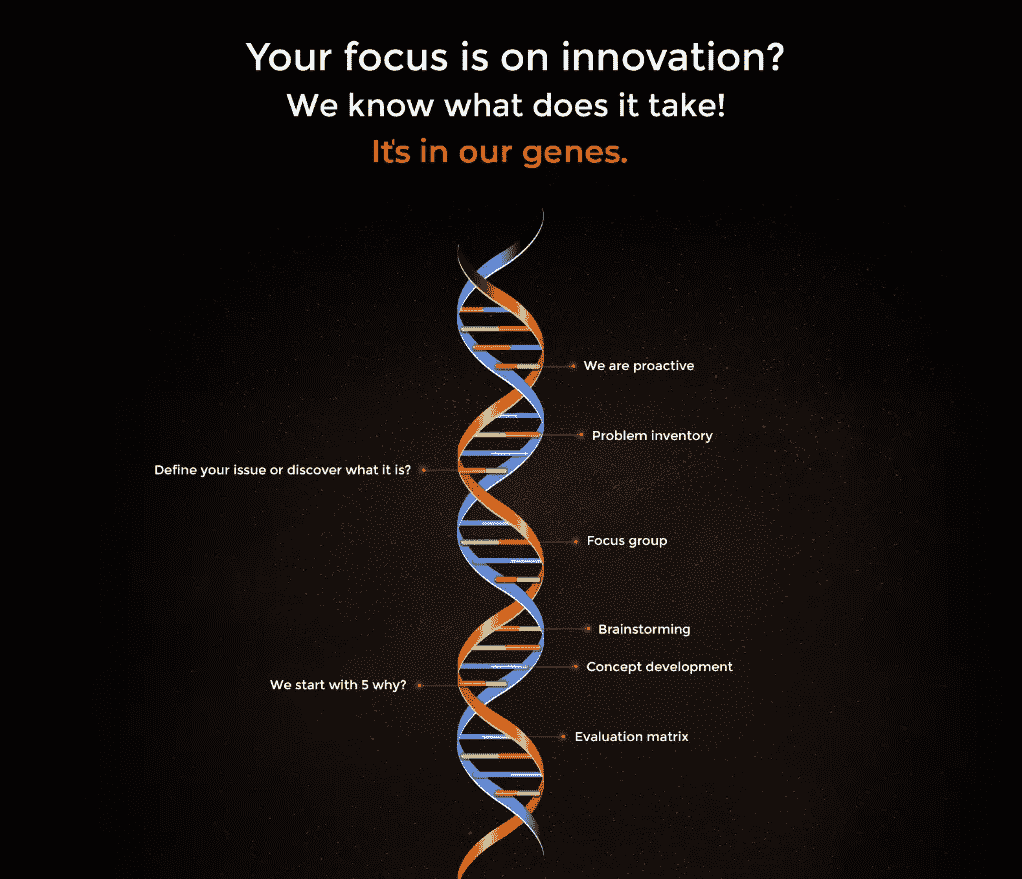 Your focus is on innovation?
We know what does it take!
It's in our genes.
We are proactive
Problem inventory
Define your issue or discover what it is?
Focus group
Brainstorming
Concept development
We start with 5 why?
Evaluation matrix